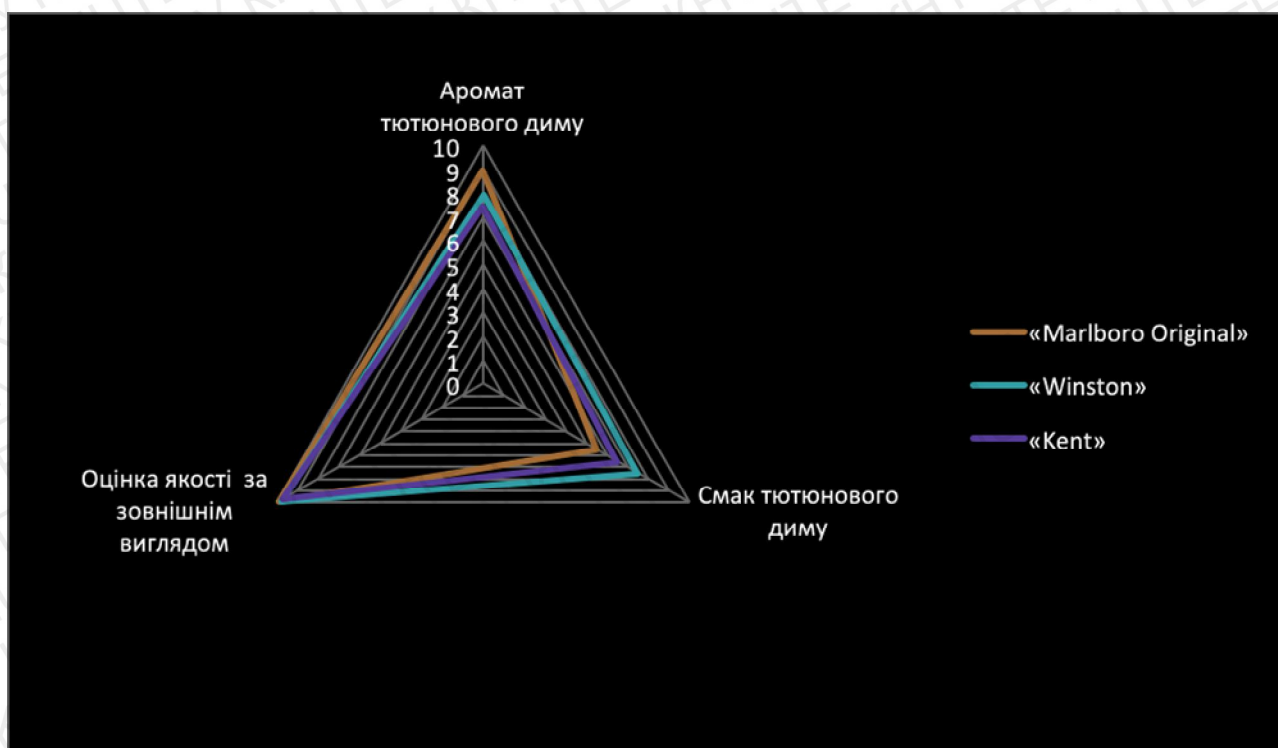 Аромат
тютюнового диму
10
9
8
7
6
5
4
3
2
1
0
«Marlboro Original»
«Winston»
«Kent»
Оцінка якості за
зовнішнім
виглядом
Смак тютюнового
диму